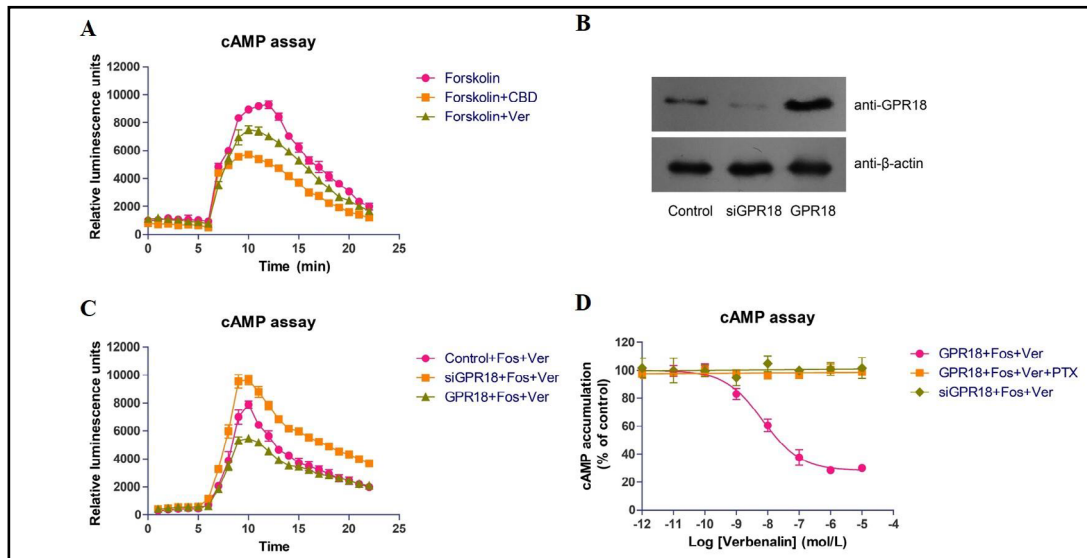 A
cAMP assay
Relative luminescence units
12000
10000
8000
6000
4000
2000
0
0
5
10
15
20
25
Time (min)
Forskolin
Forskolin+CBD
Forskolin+Ver
B
anti-GPR18
anti-β-actin
Control siGPR18 GPR18
C
cAMP assay
Relative luminescence units
12000
10000
8000
6000
4000
2000
0
0
5
10
15
20
25
Time
Control+Fos+Ver
siGPR18+Fos+Ver
GPR18+Fos+Ver
D
cAMP assay
cAMP accumulation
(% of control)
120
100
80
60
40
20
0
-12
-11
-10
-9
-8
-7
-6
-5
-4
Log [Verbenalin] (mol/L)
GPR18+Fos+Ver
GPR18+Fos+Ver+PTX
siGPR18+Fos+Ver